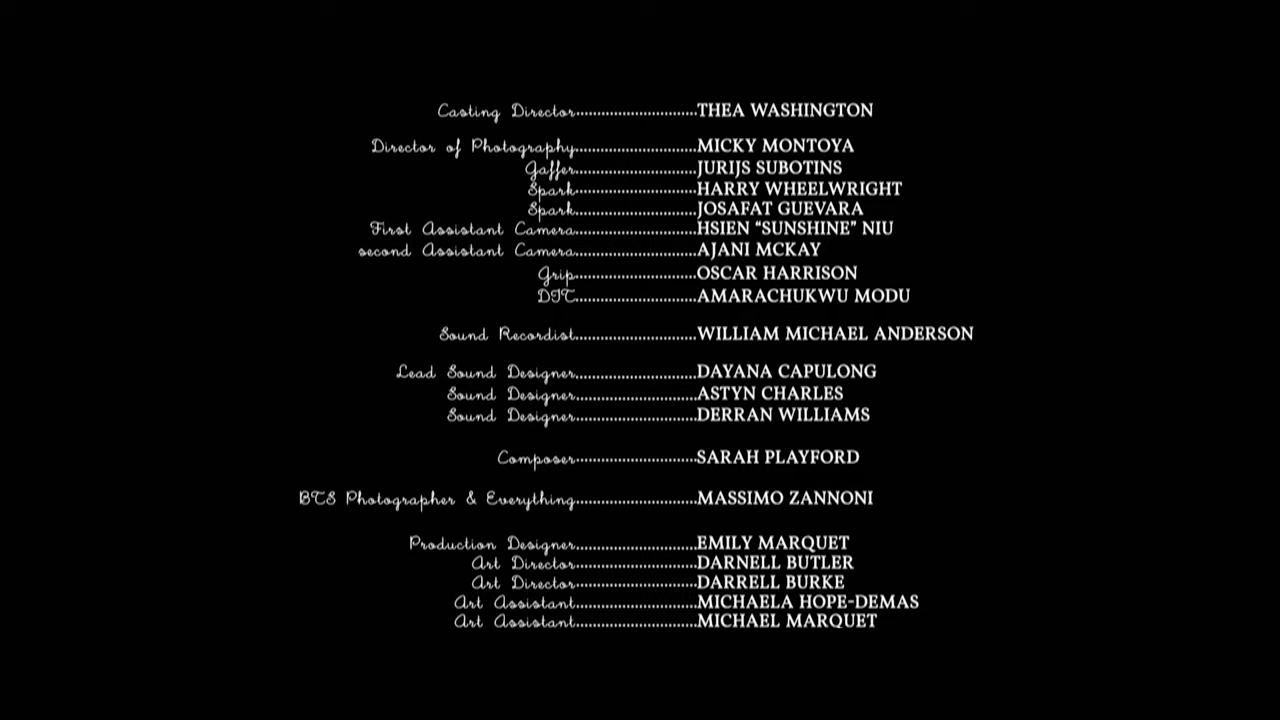 Casting Director..............................THEA WASHINGTON
Director of Photography..............................MICKY MONTOYA
Gaffer..............................JURIJS SUBOTINS
Spark..............................HARRY WHEELWRIGHT
Spark..............................JOSAFAT GUEVARA
First Assistant Camera..............................HSIEN “SUNSHINE” NIU
second Assistant Camera..............................AJANI MCKAY
Grip..............................OSCAR HARRISON
DIT..............................AMARACHUKWU MODU
Sound Recordist..............................WILLIAM MICHAEL ANDERSON
Lead Sound Designer..............................DAYANA CAPULONG
Sound Designer..............................ASTYN CHARLES
Sound Designer..............................DERRAN WILLIAMS
Composer..............................SARAH PLAYFORD
BTS Photographer & Everything..............................MASSIMO ZANNONI
Production Designer..............................EMILY MARQUET
Art Director..............................DARNELL BUTLER
Art Director..............................DARRELL BURKE
Art Assistant..............................MICHAELA HOPE-DEMAS
Art Assistant..............................MICHAEL MARQUET